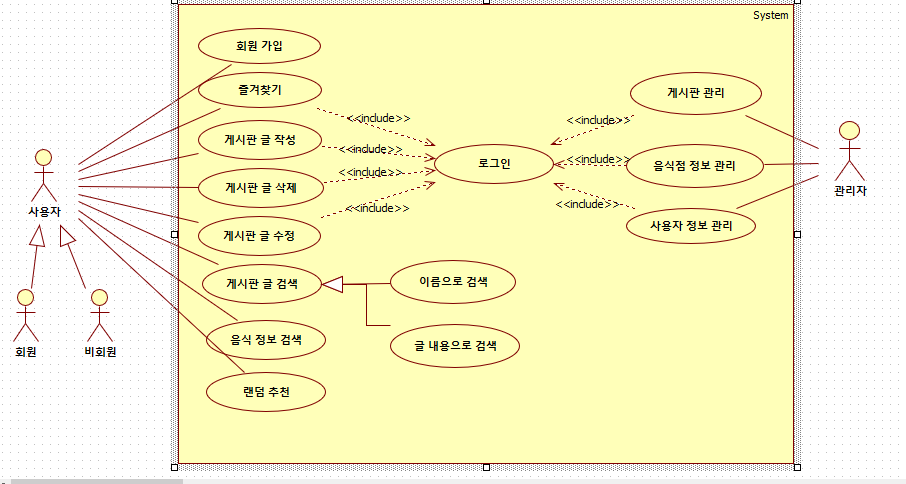 System
회원 가입
즐겨찾기
게시판 글 작성
게시판 글 삭제
게시판 글 수정
게시판 글 검색
음식 정보 검색
랜덤 추천
<<include>>
<<include>>
<<include>>
<<include>>
로그인
<<include>>
<<include>>
<<include>>
게시판 관리
음식점 정보 관리
사용자 정보 관리
이름으로 검색
글 내용으로 검색
사용자
회원
비회원
관리자